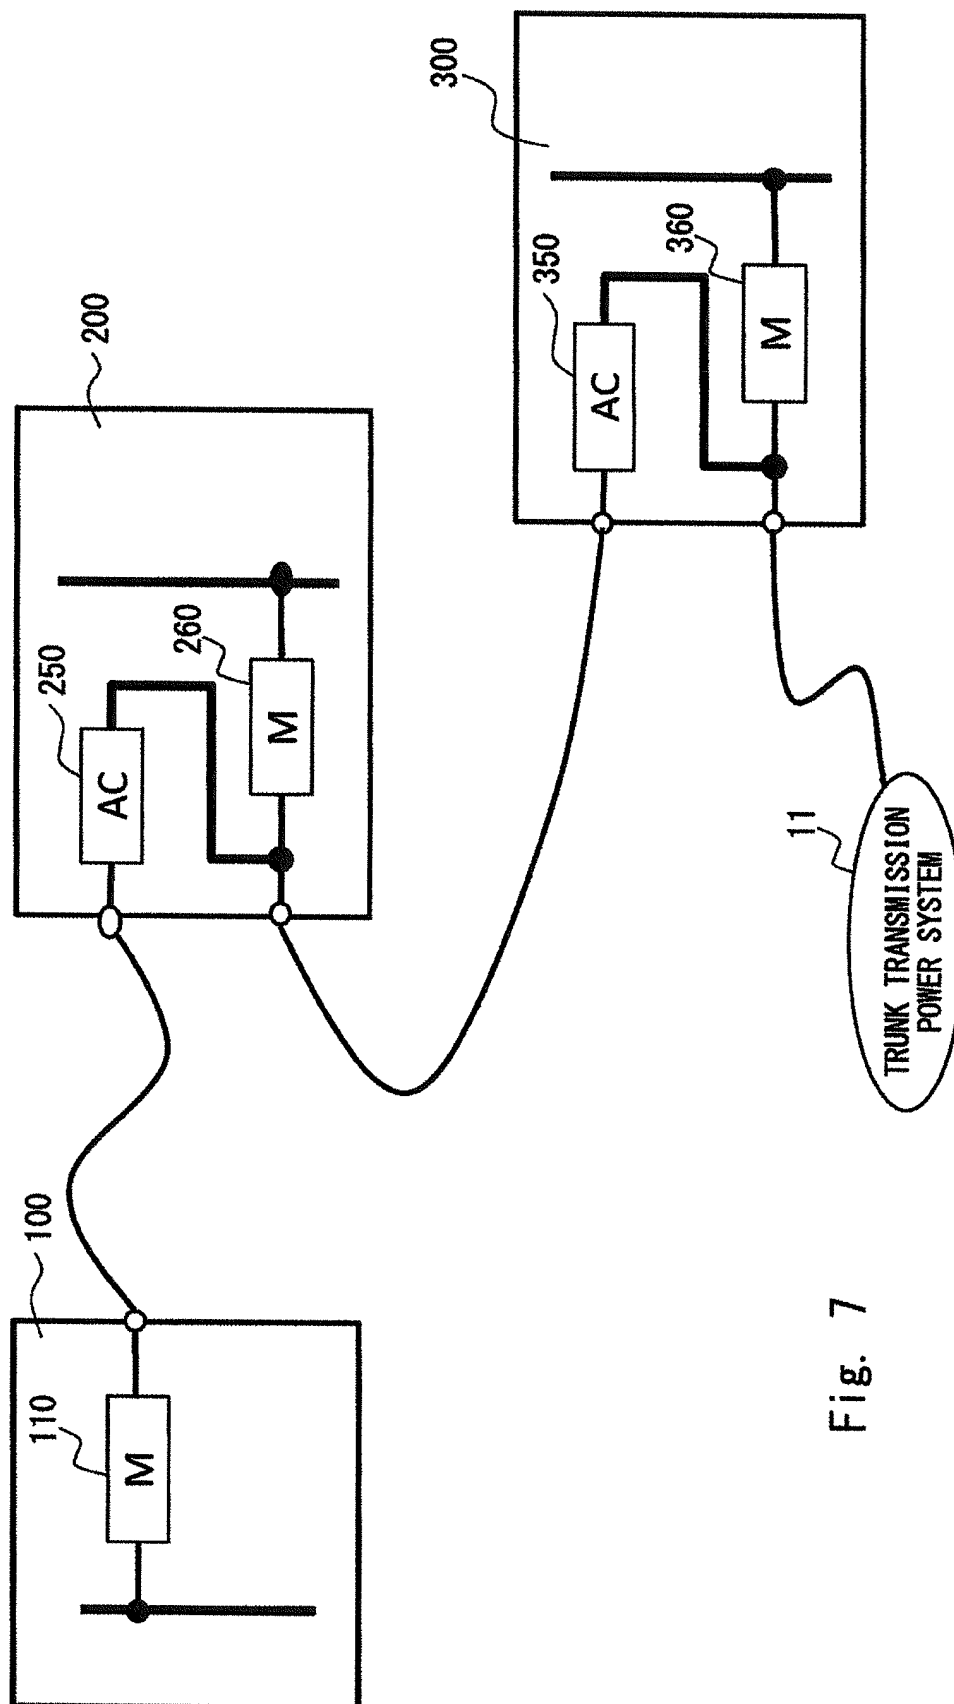 100
110
M
200
250
AC
260
M
300
350
AC
360
M
11
TRUNK TRANSMISSION
POWER SYSTEM
Fig. 7